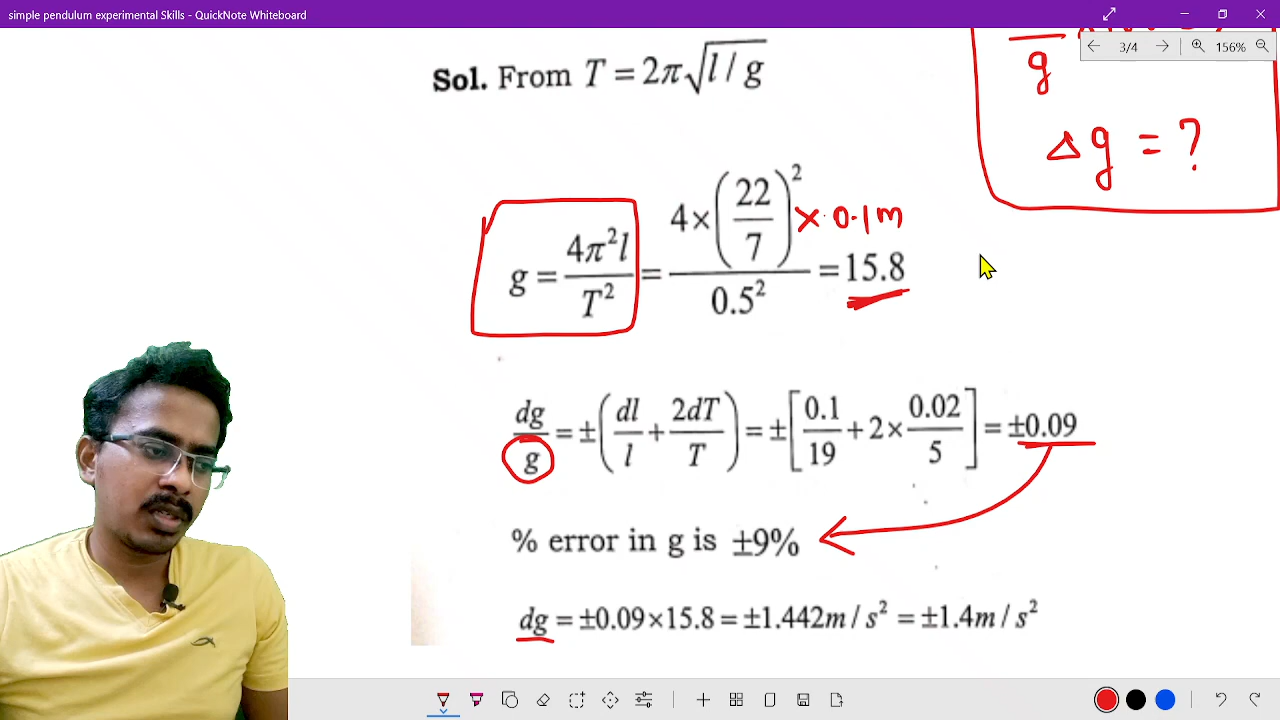 simple pendulum experimental Skills - QuickNote Whiteboard
3/4
156%
g
Δg = ?
Sol. From T = 2π√l / g
g = 4π²l / T² = 4×(22/7)² × 0.1m / 0.5² = 15.8
dg/g = ±(dl/l + 2dT/T) = ±[0.1/19 + 2×0.02/5] = ±0.09
% error in g is ±9%
dg = ±0.09×15.8 = ±1.442m / s² = ±1.4m / s²